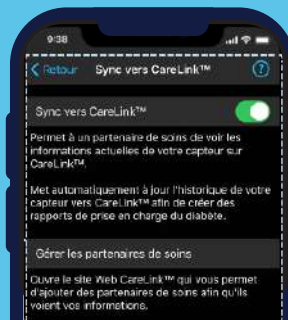 9:38
Retour Sync vers CareLink™ ?
Sync vers CareLink™
Permet à un partenaire de soins de voir les
informations actuelles de votre capteur sur
CareLink™.
Met automatiquement à jour l'historique de votre
capteur vers CareLink™ afin de créer des
rapports de prise en charge du diabète.
Gérer les partenaires de soins
Ouvre le site Web CareLink™ qui vous permet
d'ajouter des partenaires de soins afin qu'ils
voient vos informations.